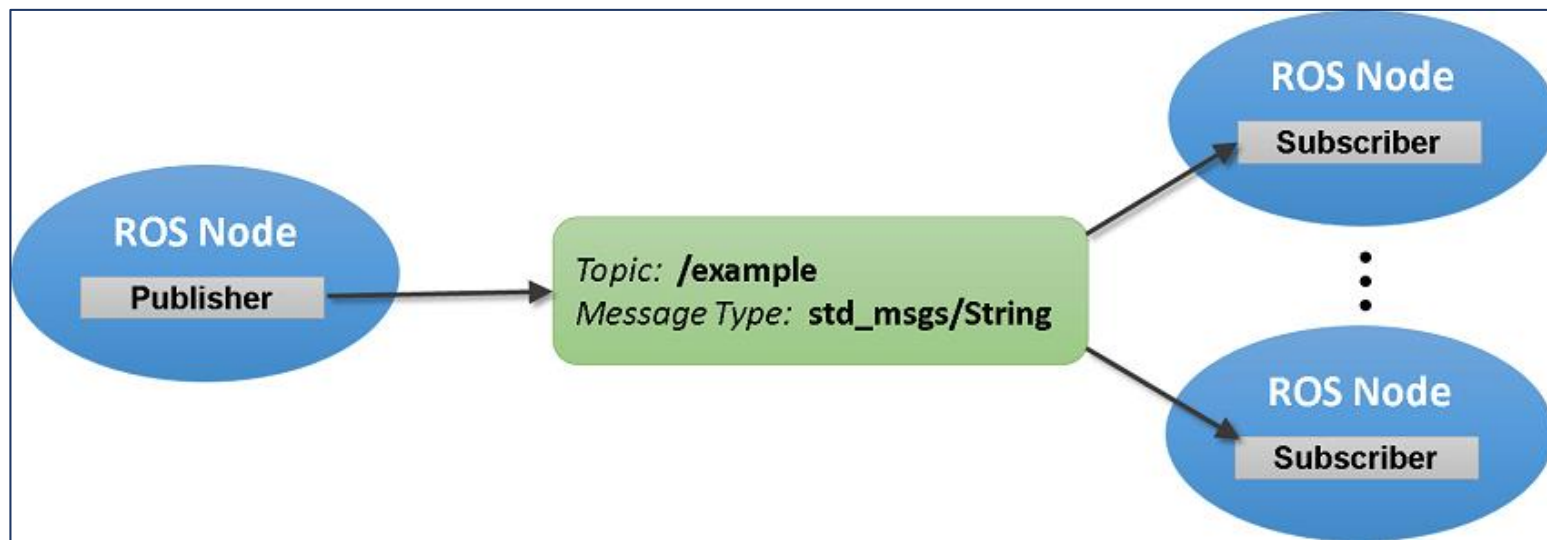 ROS Node
Publisher
Topic: /example
Message Type: std_msgs/String
ROS Node
Subscriber
ROS Node
Subscriber